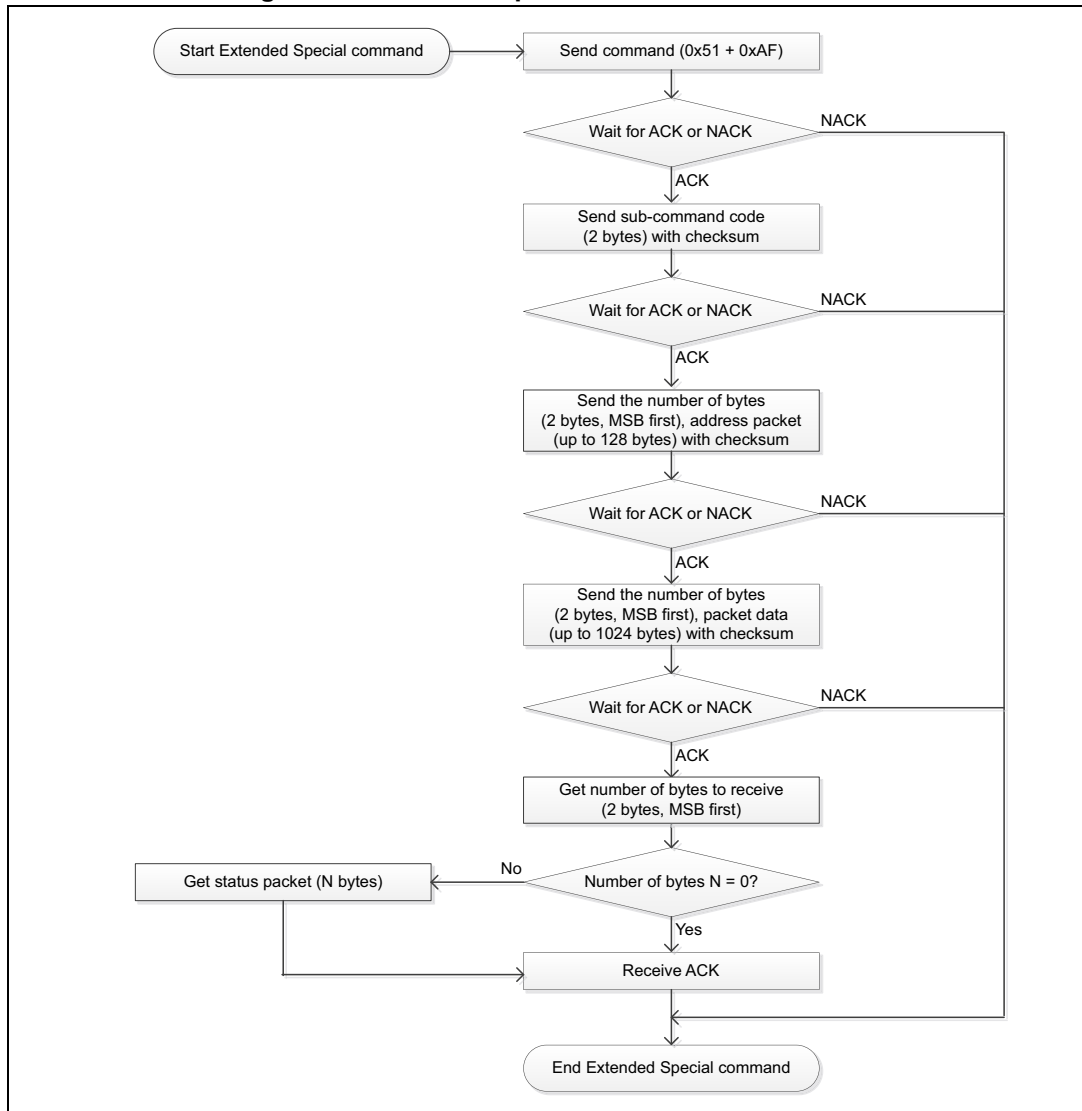 Start Extended Special command
Send command (0x51 + 0xAF)
Wait for ACK or NACK
NACK
ACK
Send sub-command code
(2 bytes) with checksum
Wait for ACK or NACK
NACK
ACK
Send the number of bytes
(2 byte, MSB first), address packet
(up to 128 bytes) with checksum
Wait for ACK or NACK
NACK
ACK
Send the number of bytes
(2 bytes, MSB first), packet data
(up to 1024 bytes) with checksum
Wait for ACK or NACK
NACK
ACK
Get number of bytes to receive
(2 bytes, MSB first)
Number of bytes N = 0?
No
Get status packet (N bytes)
Yes
Receive ACK
End Extended Special command